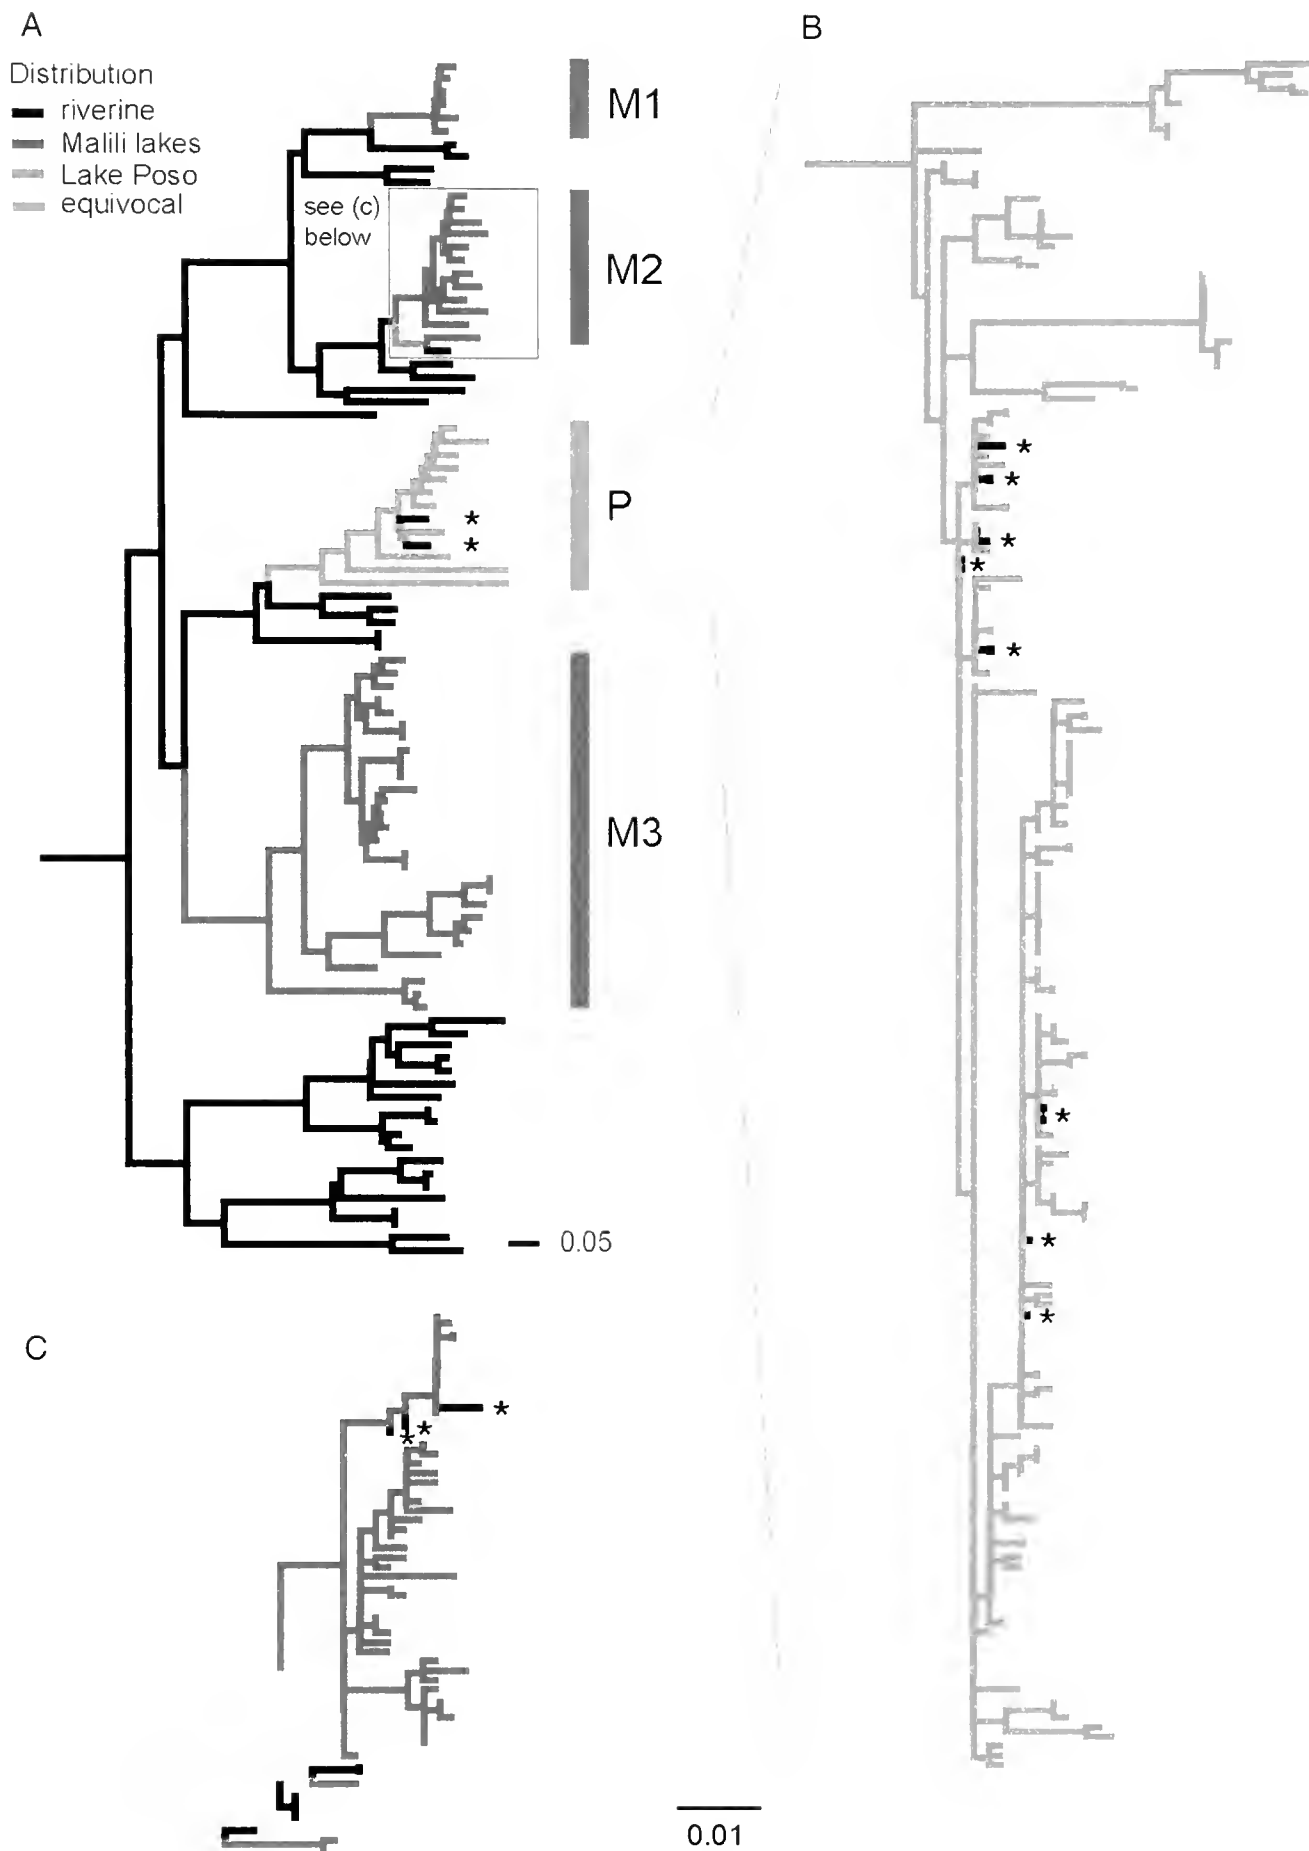 A
Distribution
riverine
Malili lakes
Lake Poso
equivocal
see (c)
below
M1
M2
P
*
*
M3
0.05
B
*
*
*
*
*
*
*
*
C
*
*
*
0.01